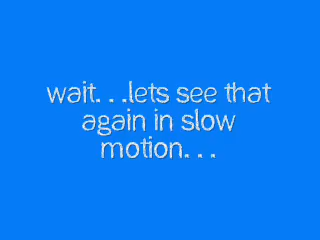 wait. . .lets see that
again in slow
motion. . .